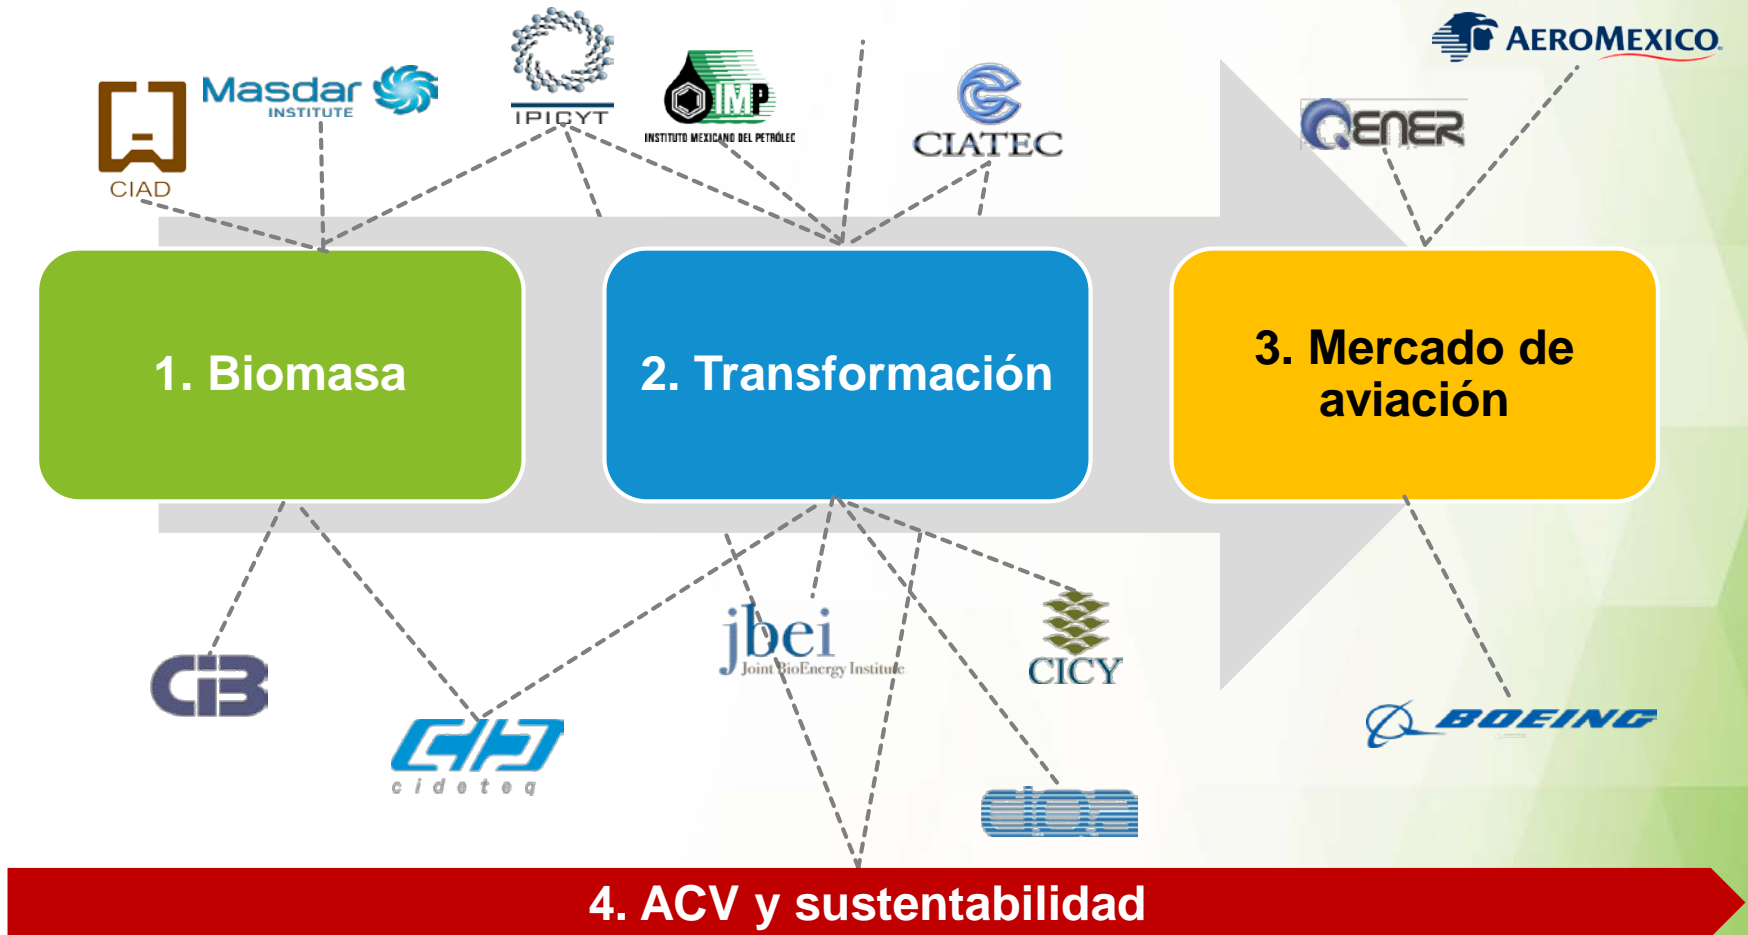 AEROMEXICO
Masdar
INSTITUTE
CIAD
IPICYT
IMP
INSTITUTO MEXICANO DEL PETRÓLEO
CIATEC
QENER
1. Biomasa
2. Transformación
3. Mercado de
aviación
CiB
cideteq
jbei
Joint BioEnergy Institute
CICY
ciqa
BOEING
4. ACV y sustentabilidad